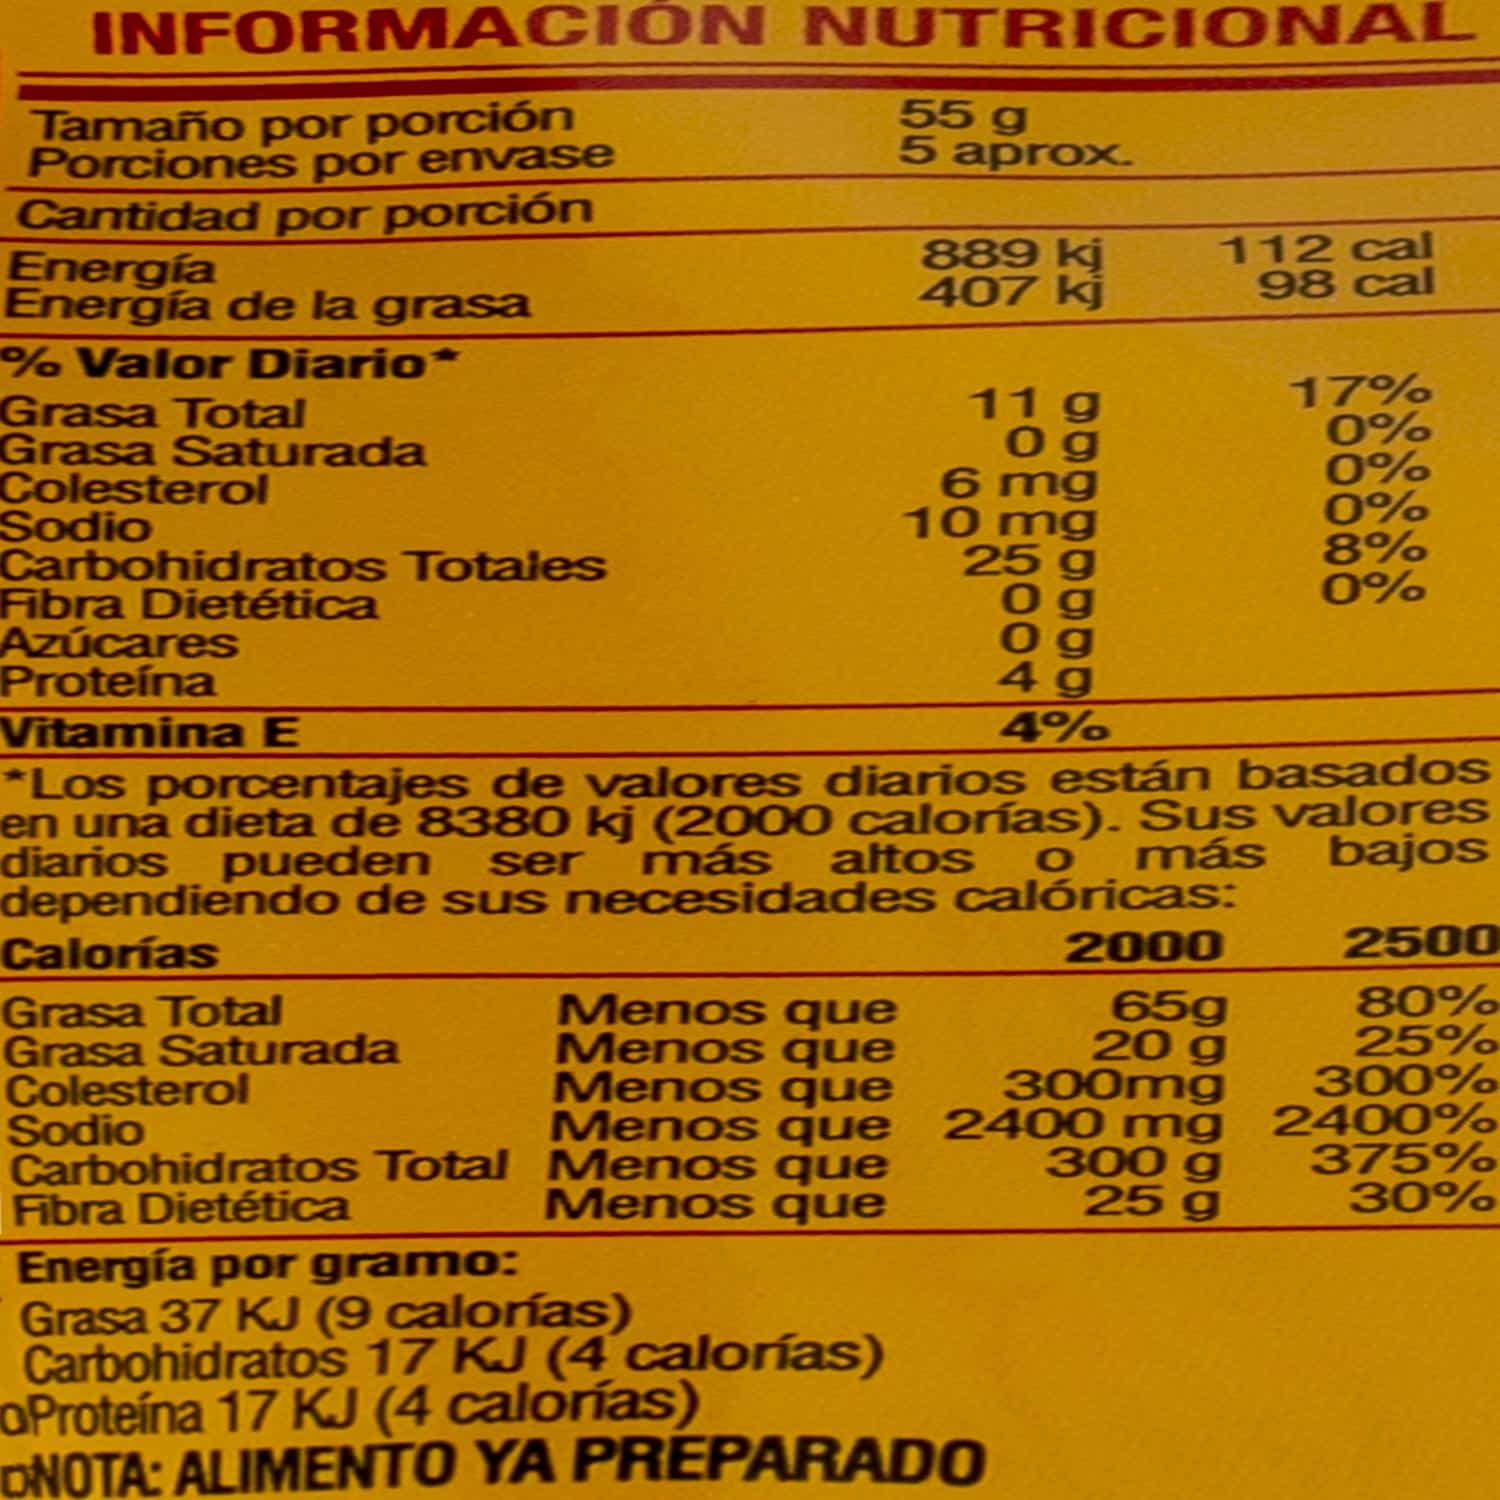 INFORMACIÓN NUTRICIONAL
Tamaño por porción 55 g
Porciones por envase 5 aprox.
Cantidad por porción
Energía 889 kj 112 cal
Energía de la grasa 407 kj 98 cal
% Valor Diario*
Grasa Total 11 g 17%
Grasa Saturada 0 g 0%
Colesterol 6 mg 0%
Sodio 10 mg 0%
Carbohidratos Totales 25 g 8%
Fibra Dietética 0 g 0%
Azúcares 0 g
Proteína 4 g
Vitamina E 4%
*Los porcentajes de valores diarios están basados
en una dieta de 8380 kj (2000 calorías). Sus valores
diarios pueden ser más altos o más bajos
dependiendo de sus necesidades calóricas:
Calorías 2000 2500
Grasa Total Menos que 65g 80%
Grasa Saturada Menos que 20 g 25%
Colesterol Menos que 300mg 300%
Sodio Menos que 2400 mg 2400%
Carbohidratos Total Menos que 300 g 375%
Fibra Dietética Menos que 25 g 30%
Energía por gramo:
Grasa 37 KJ (9 calorías)
Carbohidratos 17 KJ (4 calorías)
Proteína 17 KJ (4 calorías)
NOTA: ALIMENTO YA PREPARADO